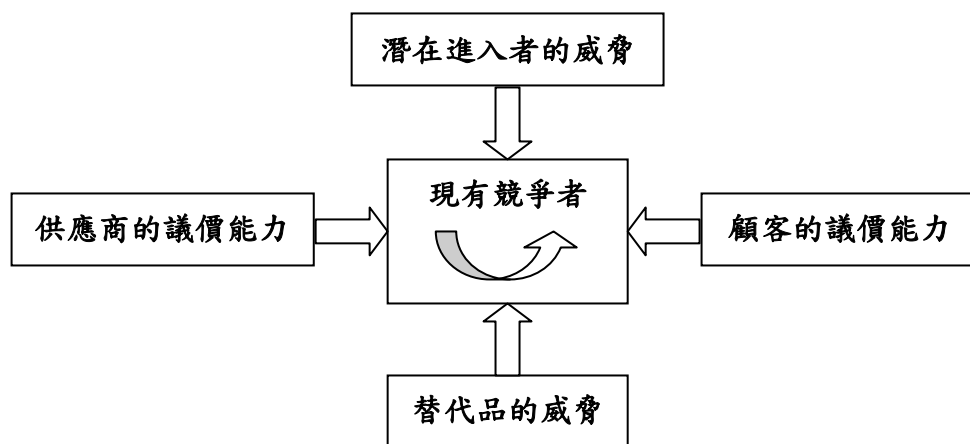 潛在進入者的威脅
現有競爭者
供應商的議價能力
顧客的議價能力
替代品的威脅